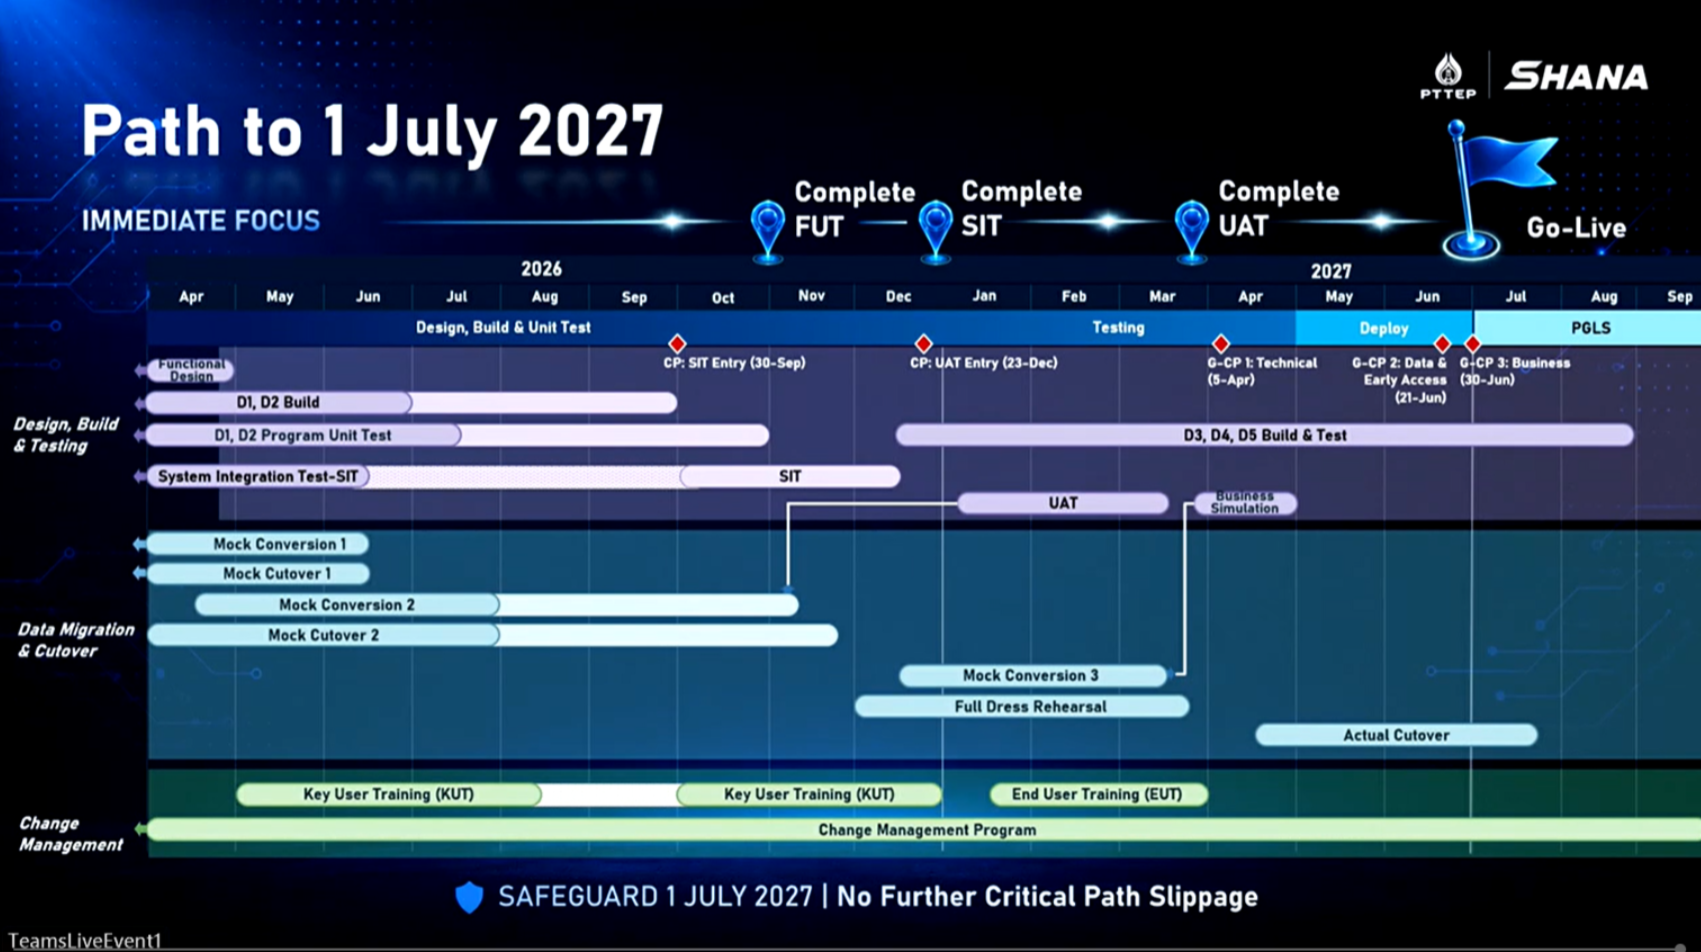 PTTEP
SHANA
Path to 1 July 2027
IMMEDIATE FOCUS
Complete
FUT
Complete
SIT
Complete
UAT
Go-Live
2026
2027
Apr May Jun Jul Aug Sep Oct Nov Dec Jan Feb Mar Apr May Jun Jul Aug Sep
Design, Build & Unit Test
Testing
Deploy
PGLS
CP: SIT Entry (30-Sep)
CP: UAT Entry (23-Dec)
G-CP 1: Technical
(5-Apr)
G-CP 2: Data &
Early Access
(21-Jun)
G-CP 3: Business
(30-Jun)
Design, Build
& Testing
Functional
Design
D1, D2 Build
D1, D2 Program Unit Test
D3, D4, D5 Build & Test
System Integration Test-SIT
SIT
UAT
Business
Simulation
Data Migration
& Cutover
Mock Conversion 1
Mock Cutover 1
Mock Conversion 2
Mock Cutover 2
Mock Conversion 3
Full Dress Rehearsal
Actual Cutover
Change
Management
Key User Training (KUT)
Key User Training (KUT)
End User Training (EUT)
Change Management Program
SAFEGUARD 1 JULY 2027 | No Further Critical Path Slippage
TeamsLiveEvent1